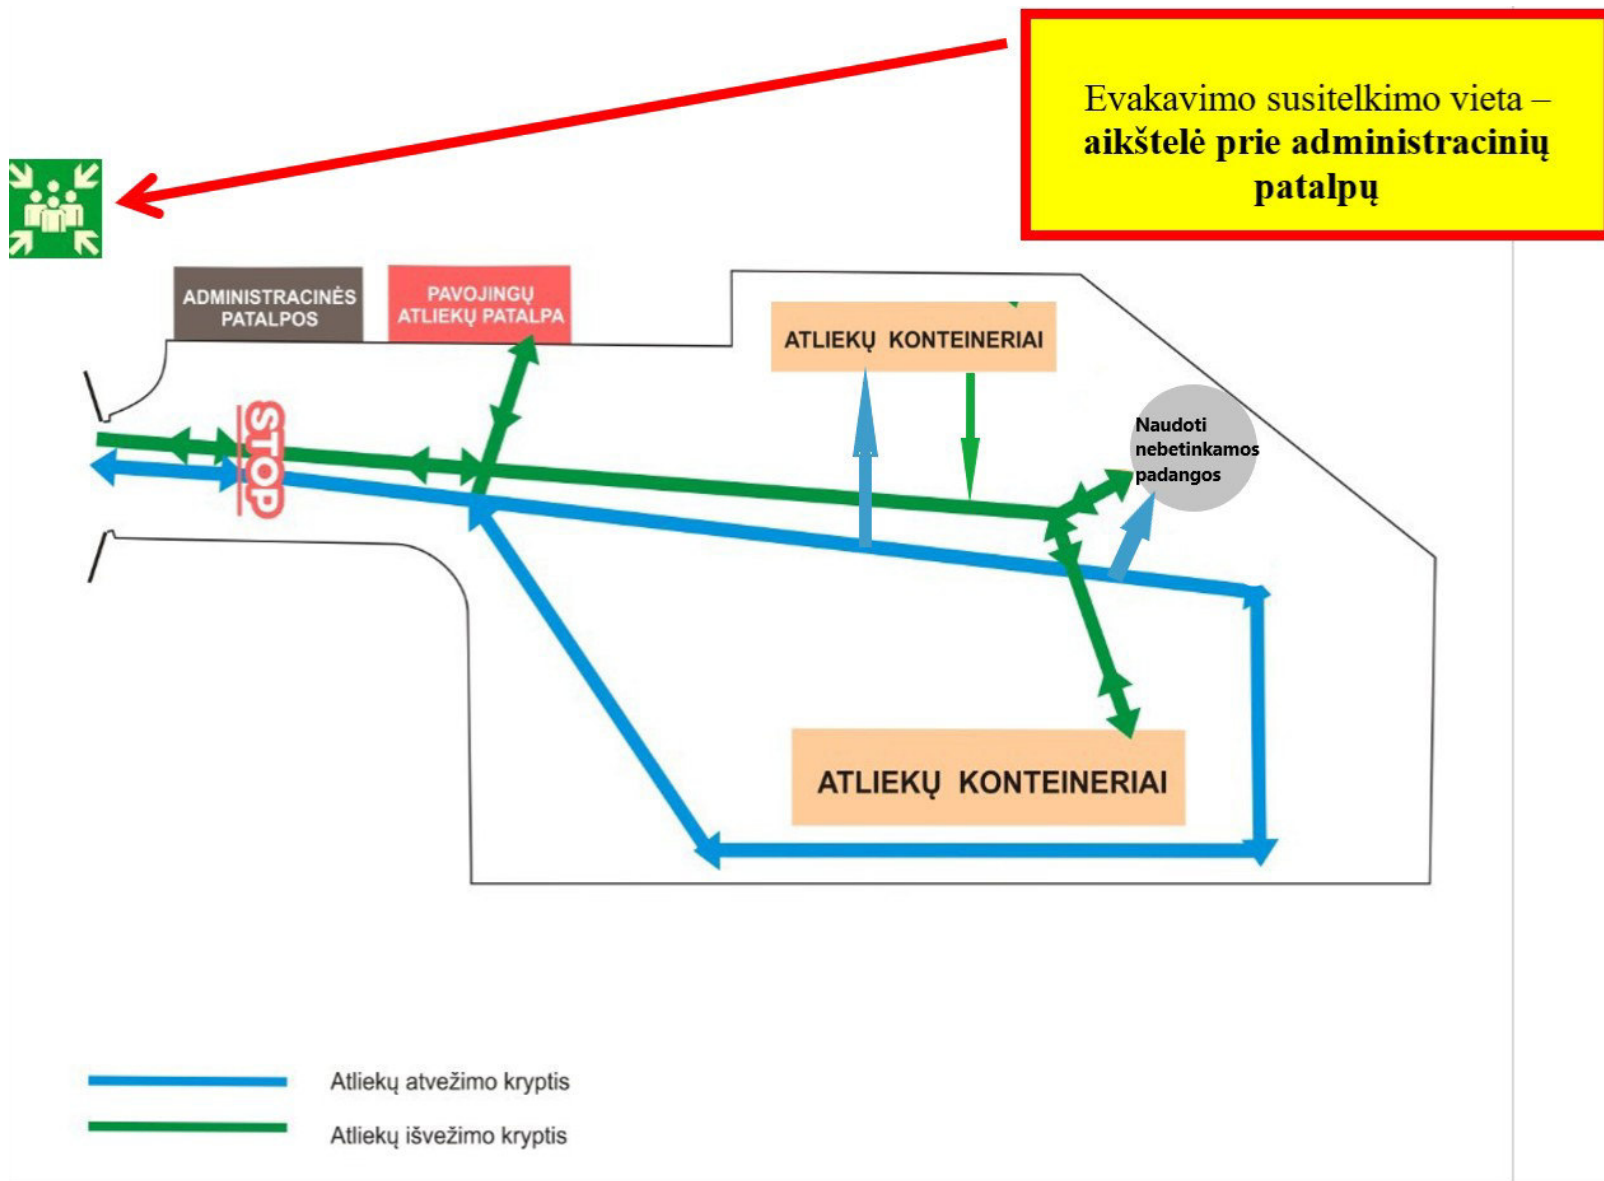 Evakavimo susitelkimo vieta –
aikštelė prie administracinių
patalpų
ADMINISTRACINĖS
PATALPOS
PAVOJINGŲ
ATLIEKŲ PATALPA
ATLIEKŲ KONTEINERIAI
Naudoti
nebetinkamos
padangos
STOP
ATLIEKŲ KONTEINERIAI
Atliekų atvežimo kryptis
Atliekų išvežimo kryptis